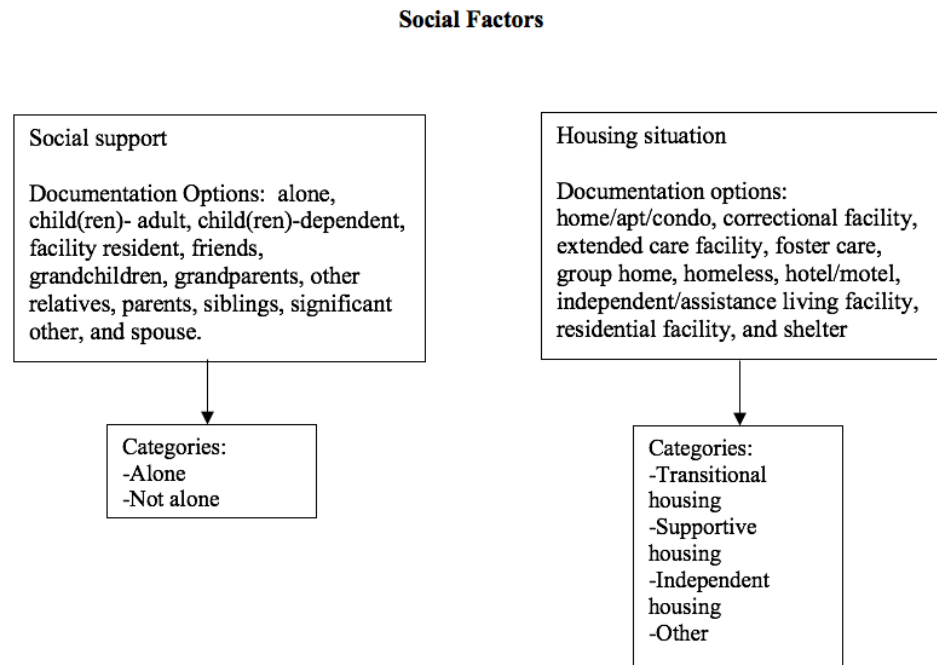 Social Factors
Social support
Documentation Options: alone,
child(ren)- adult, child(ren)-dependent,
facility resident, friends,
grandchildren, grandparents, other
relatives, parents, siblings, significant
other, and spouse.
Categories:
-Alone
-Not alone
Housing situation
Documentation options:
home/apt/condo, correctional facility,
extended care facility, foster care,
group home, homeless, hotel/motel,
independent/assistance living facility,
residential facility, and shelter
Categories:
-Transitional
housing
-Supportive
housing
-Independent
housing
-Other